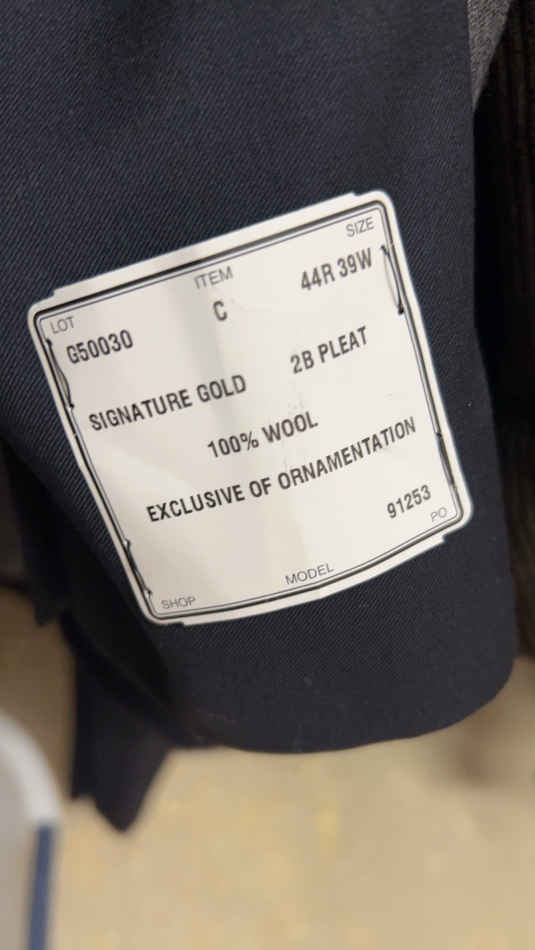 LOT ITEM SIZE
G50030 C 44R 39W
SIGNATURE GOLD 2B PLEAT
100% WOOL
EXCLUSIVE OF ORNAMENTATION
91253
SHOP MODEL PO